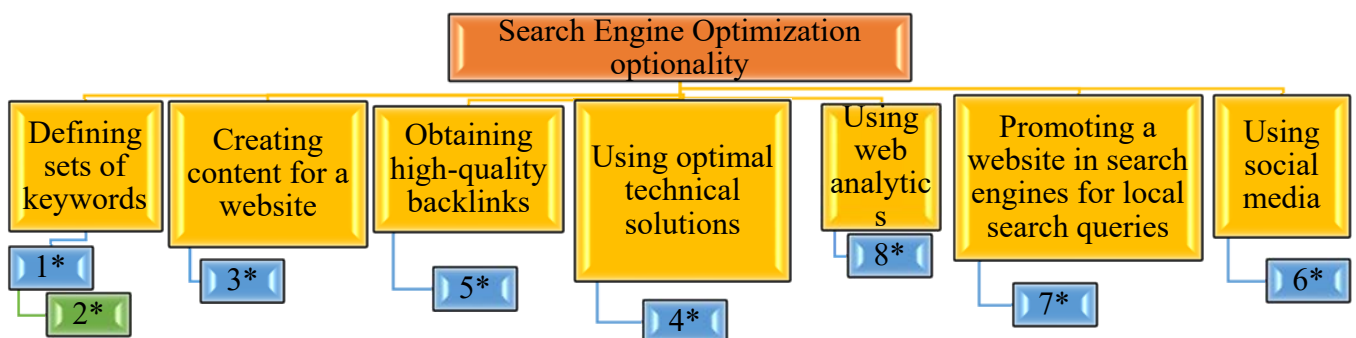 Search Engine Optimization
optionality
Defining
sets of
keywords
1*
2*
Creating
content for a
website
3*
Obtaining
high-quality
backlinks
5*
Using optimal
technical
solutions
4*
Using
web
analytic
s
8*
Promoting a
website in search
engines for local
search queries
7*
Using
social
media
6*